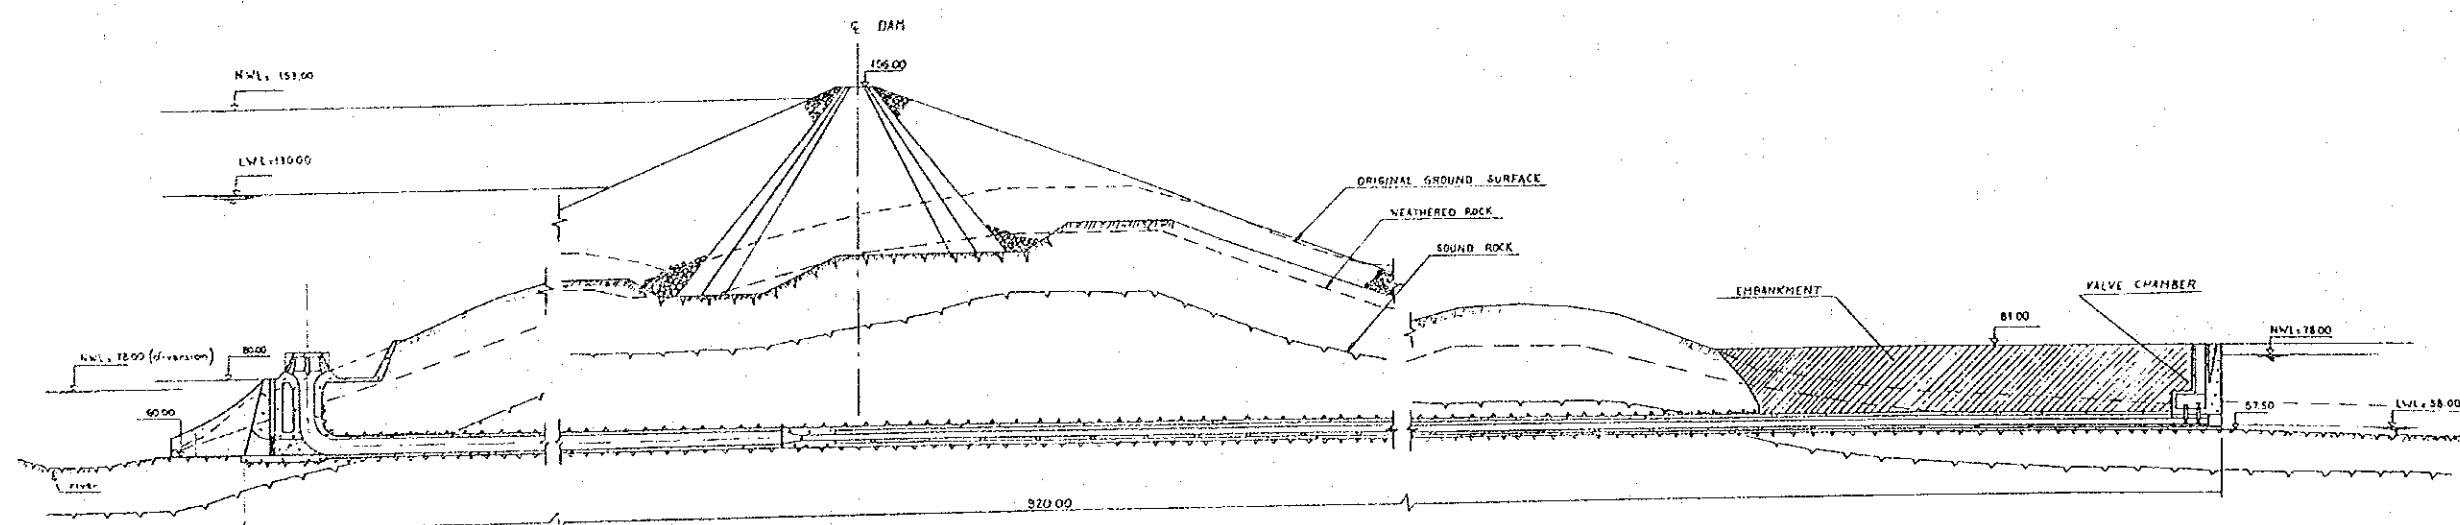 ℄ DAM
156.00
NWL= 153.00
LWL=130.00
ORIGINAL GROUND SURFACE
WEATHERED ROCK
SOUND ROCK
EMBANKMENT
VALVE CHAMBER
81.00
NWL=78.00
NWL= 78.00 (diversion)
80.00
60.00
57.50
LWL= 58.00
river
920.00